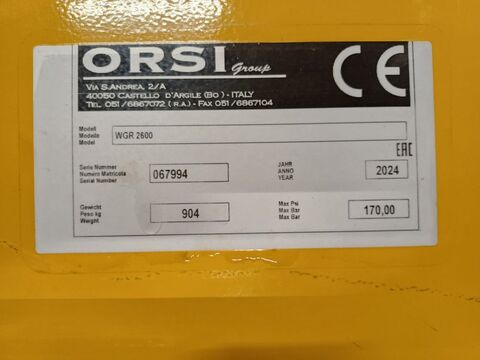 ORSI Group
CE
VIA S.ANDREA, 2/A
40050 CASTELLO D'ARGILE (BO) - ITALY
TEL. 051/6867072 (R.A.) - FAX 051/6867104
Modell
Modello
Model
WGR 2600
EAC
Serie Nummer
Numero Matricola
Serial Number
067994
JAHR
ANNO
YEAR
2024
Gewicht
Peso kg
Weight
904
Max Psi
Max Bar
Max Bar
170,00